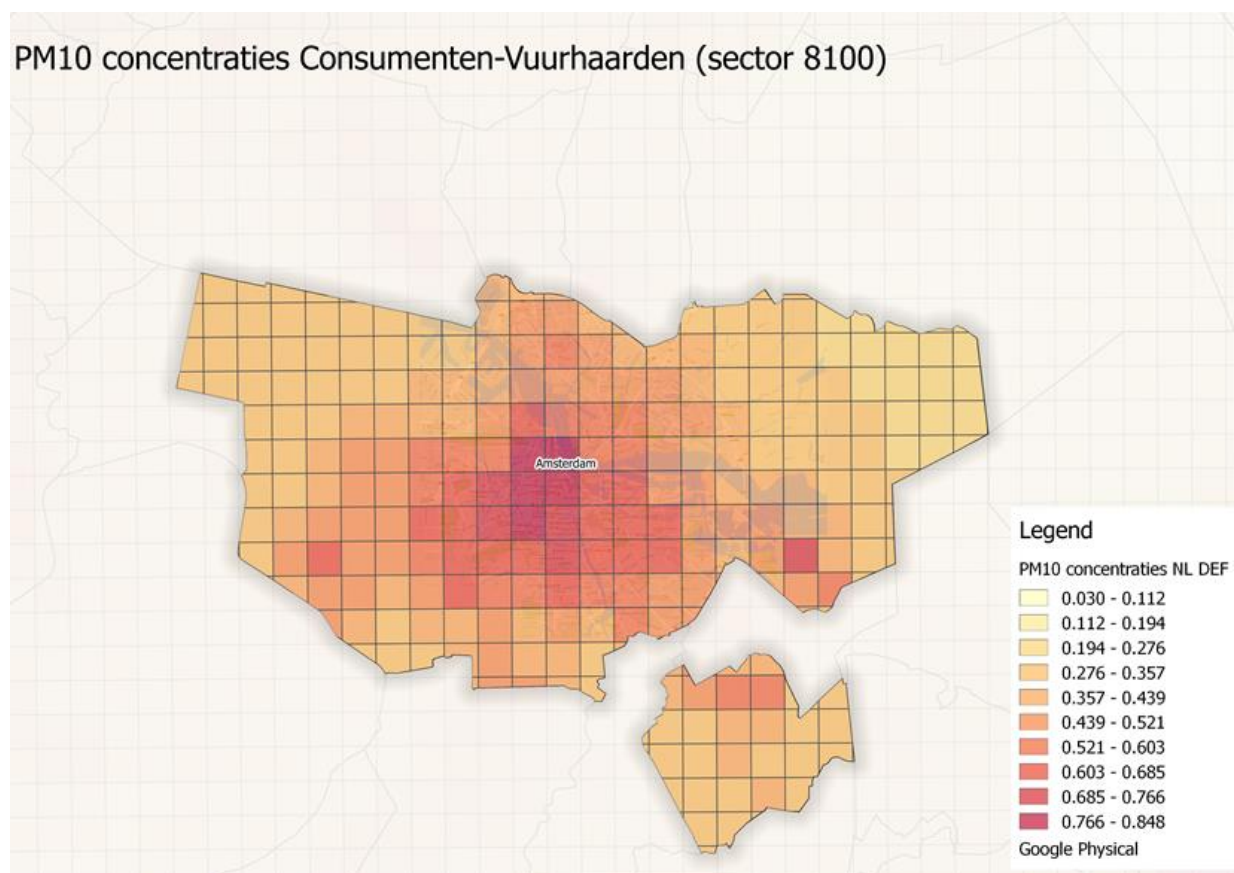 PM10 concentraties Consumenten-Vuurhaarden (sector 8100)
Amsterdam
Legend
PM10 concentraties NL DEF
0.030 - 0.112
0.112 - 0.194
0.194 - 0.276
0.276 - 0.357
0.357 - 0.439
0.439 - 0.521
0.521 - 0.603
0.603 - 0.685
0.685 - 0.766
0.766 - 0.848
Google Physical